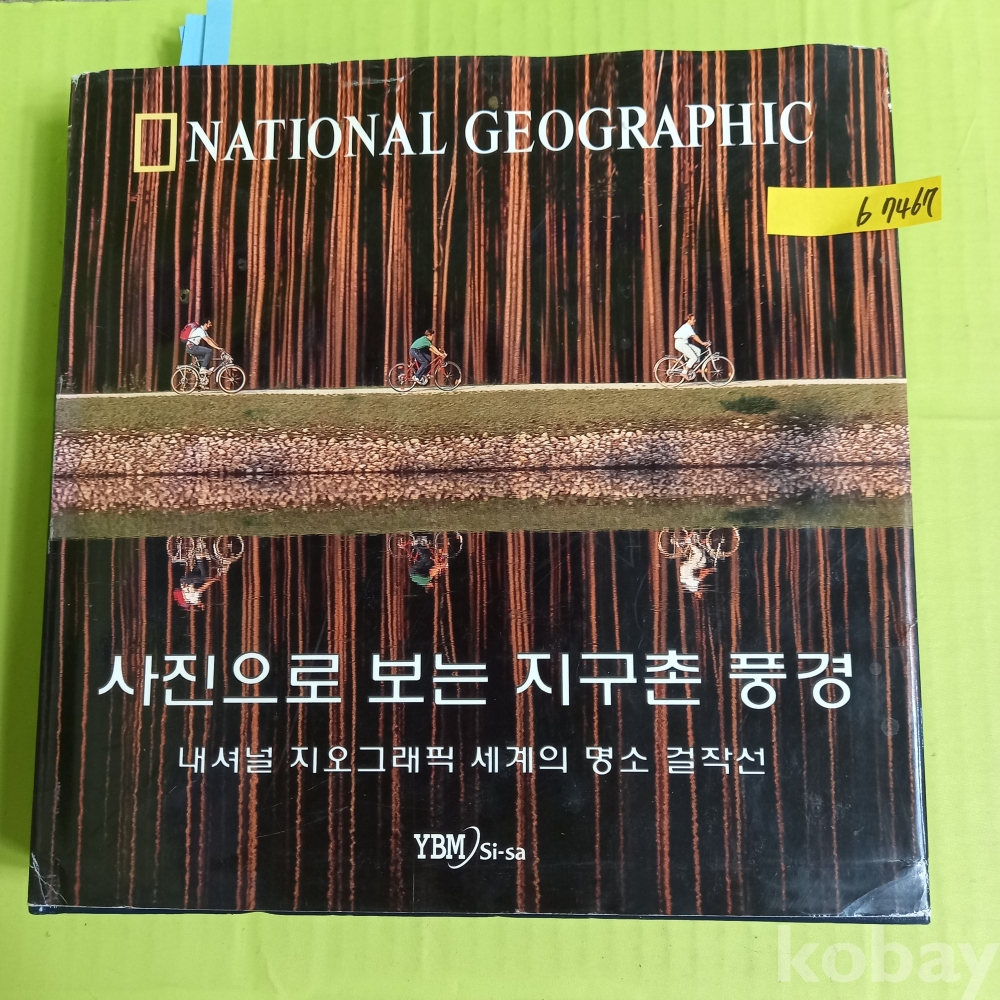 NATIONAL GEOGRAPHIC
b 7467
사진으로 보는 지구촌 풍경
내셔널 지오그래픽 세계의 명소 걸작선
YBM Si-sa
kobay